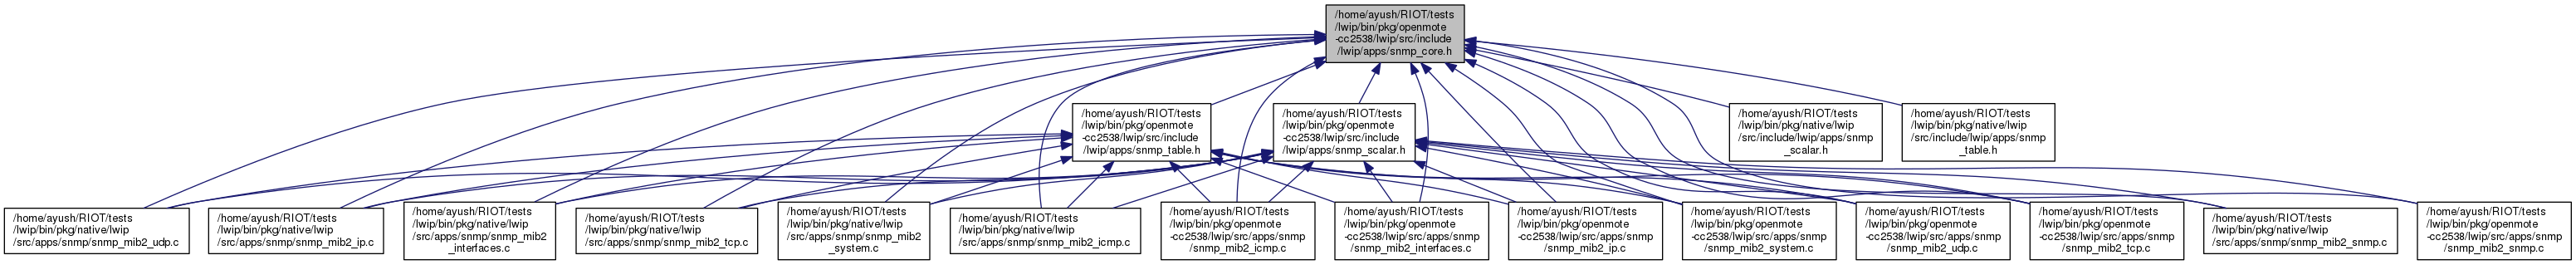 /home/ayush/RIOT/tests
/lwip/bin/pkg/openmote
-cc2538/lwip/src/include
/lwip/apps/snmp_core.h
/home/ayush/RIOT/tests
/lwip/bin/pkg/openmote
-cc2538/lwip/src/include
/lwip/apps/snmp_table.h
/home/ayush/RIOT/tests
/lwip/bin/pkg/openmote
-cc2538/lwip/src/include
/lwip/apps/snmp_scalar.h
/home/ayush/RIOT/tests
/lwip/bin/pkg/native/lwip
/src/include/lwip/apps/snmp
_scalar.h
/home/ayush/RIOT/tests
/lwip/bin/pkg/native/lwip
/src/include/lwip/apps/snmp
_table.h
/home/ayush/RIOT/tests
/lwip/bin/pkg/native/lwip
/src/apps/snmp/snmp_mib2_udp.c
/home/ayush/RIOT/tests
/lwip/bin/pkg/native/lwip
/src/apps/snmp/snmp_mib2_ip.c
/home/ayush/RIOT/tests
/lwip/bin/pkg/native/lwip
/src/apps/snmp/snmp_mib2
_interfaces.c
/home/ayush/RIOT/tests
/lwip/bin/pkg/native/lwip
/src/apps/snmp/snmp_mib2_tcp.c
/home/ayush/RIOT/tests
/lwip/bin/pkg/native/lwip
/src/apps/snmp/snmp_mib2
_system.c
/home/ayush/RIOT/tests
/lwip/bin/pkg/native/lwip
/src/apps/snmp/snmp_mib2_icmp.c
/home/ayush/RIOT/tests
/lwip/bin/pkg/openmote
-cc2538/lwip/src/apps/snmp
/snmp_mib2_icmp.c
/home/ayush/RIOT/tests
/lwip/bin/pkg/openmote
-cc2538/lwip/src/apps/snmp
/snmp_mib2_interfaces.c
/home/ayush/RIOT/tests
/lwip/bin/pkg/openmote
-cc2538/lwip/src/apps/snmp
/snmp_mib2_ip.c
/home/ayush/RIOT/tests
/lwip/bin/pkg/openmote
-cc2538/lwip/src/apps/snmp
/snmp_mib2_system.c
/home/ayush/RIOT/tests
/lwip/bin/pkg/openmote
-cc2538/lwip/src/apps/snmp
/snmp_mib2_udp.c
/home/ayush/RIOT/tests
/lwip/bin/pkg/openmote
-cc2538/lwip/src/apps/snmp
/snmp_mib2_tcp.c
/home/ayush/RIOT/tests
/lwip/bin/pkg/native/lwip
/src/apps/snmp/snmp_mib2_snmp.c
/home/ayush/RIOT/tests
/lwip/bin/pkg/openmote
-cc2538/lwip/src/apps/snmp
/snmp_mib2_snmp.c